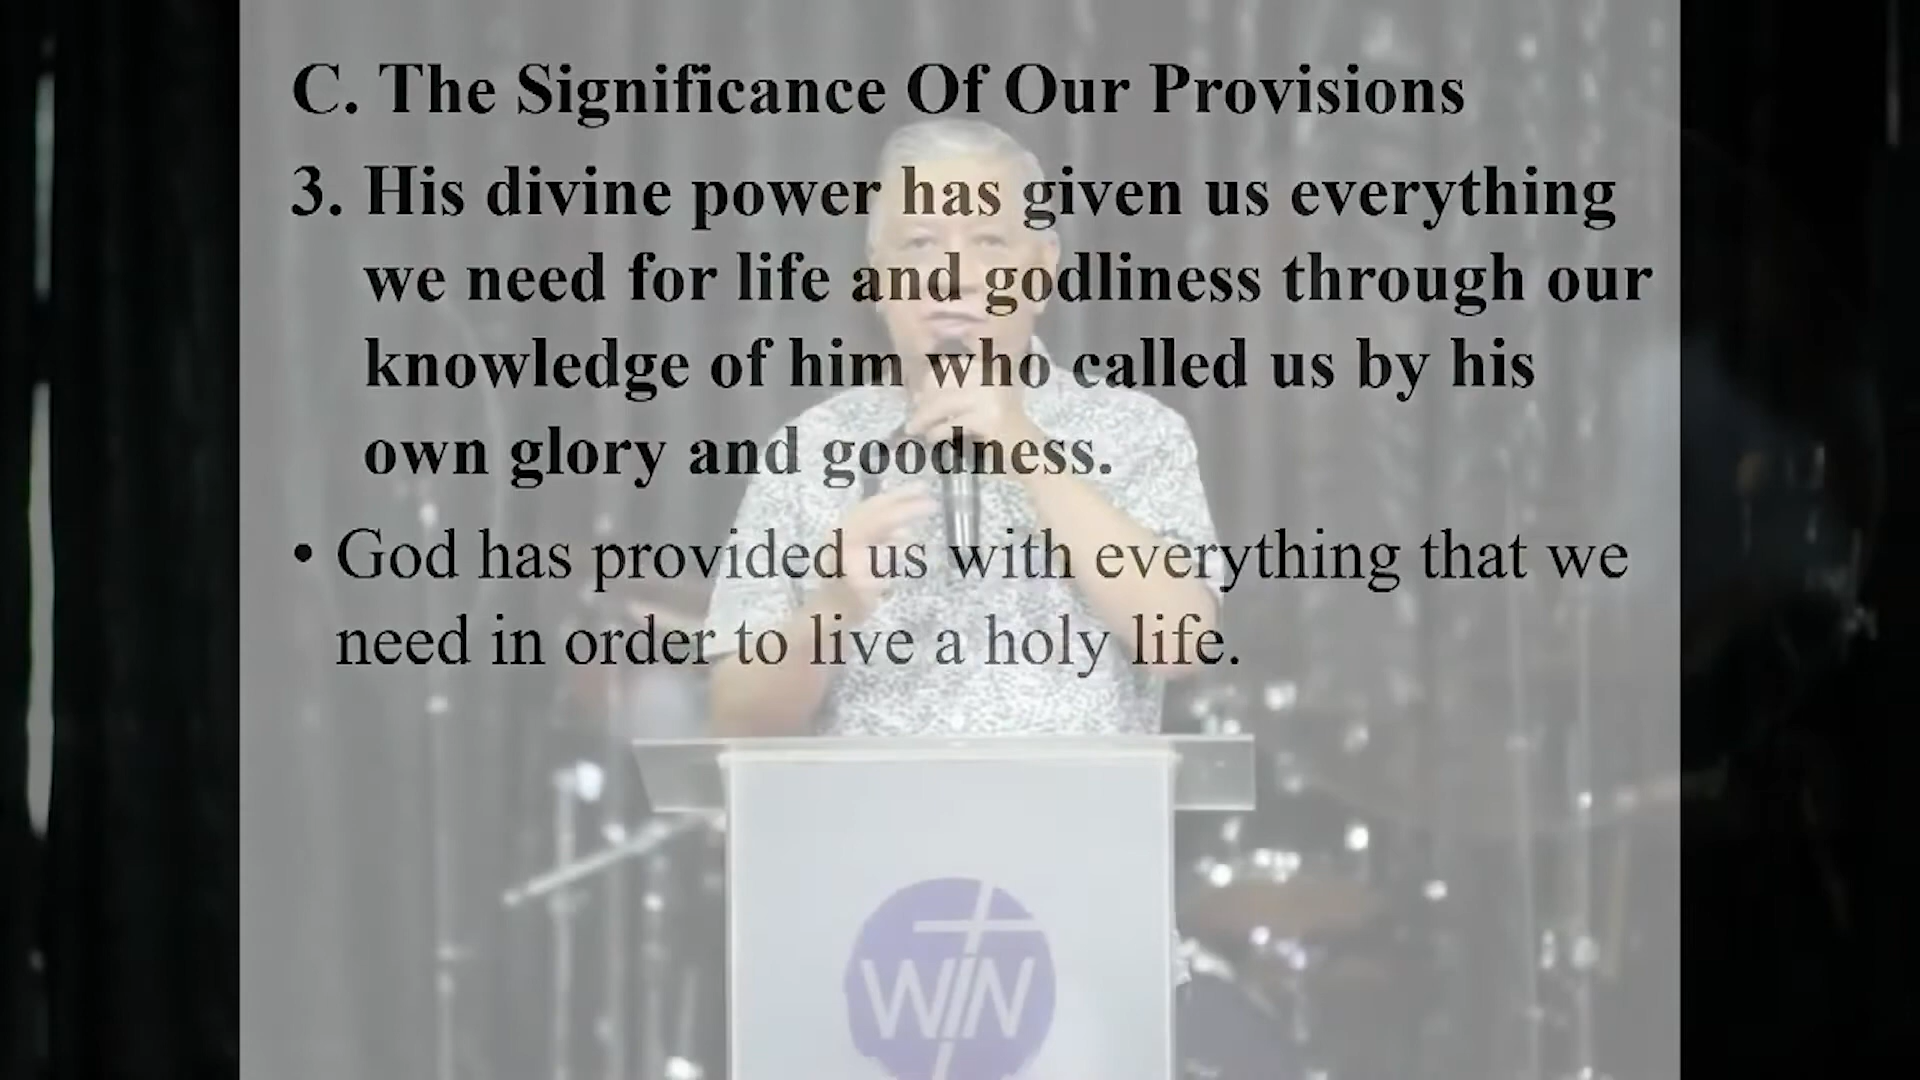 C. The Significance Of Our Provisions
3. His divine power has given us everything
we need for life and godliness through our
knowledge of him who called us by his
own glory and goodness.
• God has provided us with everything that we
need in order to live a holy life.
WIN